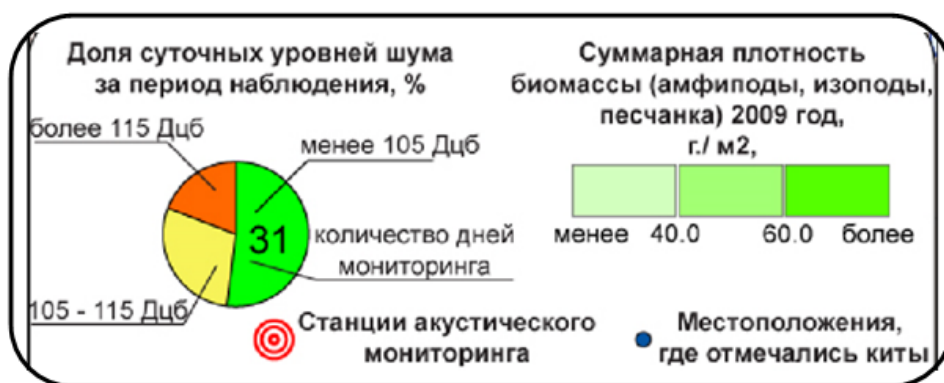 Доля суточных уровней шума
за период наблюдения, %
более 115 Дцб
менее 105 Дцб
31
количество дней
мониторинга
105 - 115 Дцб
Станции акустического
мониторинга
Суммарная плотность
биомассы (амфиподы, изоподы,
песчанка) 2009 год,
г./ м2,
менее 40.0 60.0 более
Местоположения,
где отмечались киты